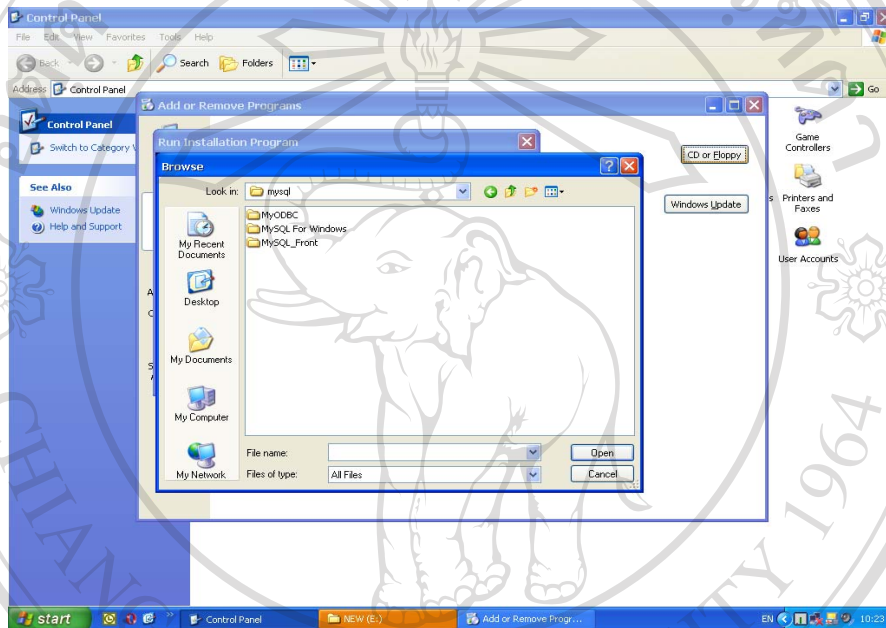 Control Panel
File Edit View Favorites Tools Help
Back Search Folders
Address Control Panel Go
Control Panel
Switch to Category
See Also
Windows Update
Help and Support
Add or Remove Programs
CD or Floppy
Windows Update
Run Installation Program
Browse
Look in: mysql
My Recent Documents
Desktop
My Documents
My Computer
My Network
MyODBC
MySQL For Windows
MySQL_Front
File name: Open
Files of type: All Files Cancel
Game Controllers
Printers and Faxes
User Accounts
CHIANG
UNIVERSITY 1964
start Control Panel NEW (E:) Add or Remove Progr... EN 10:23